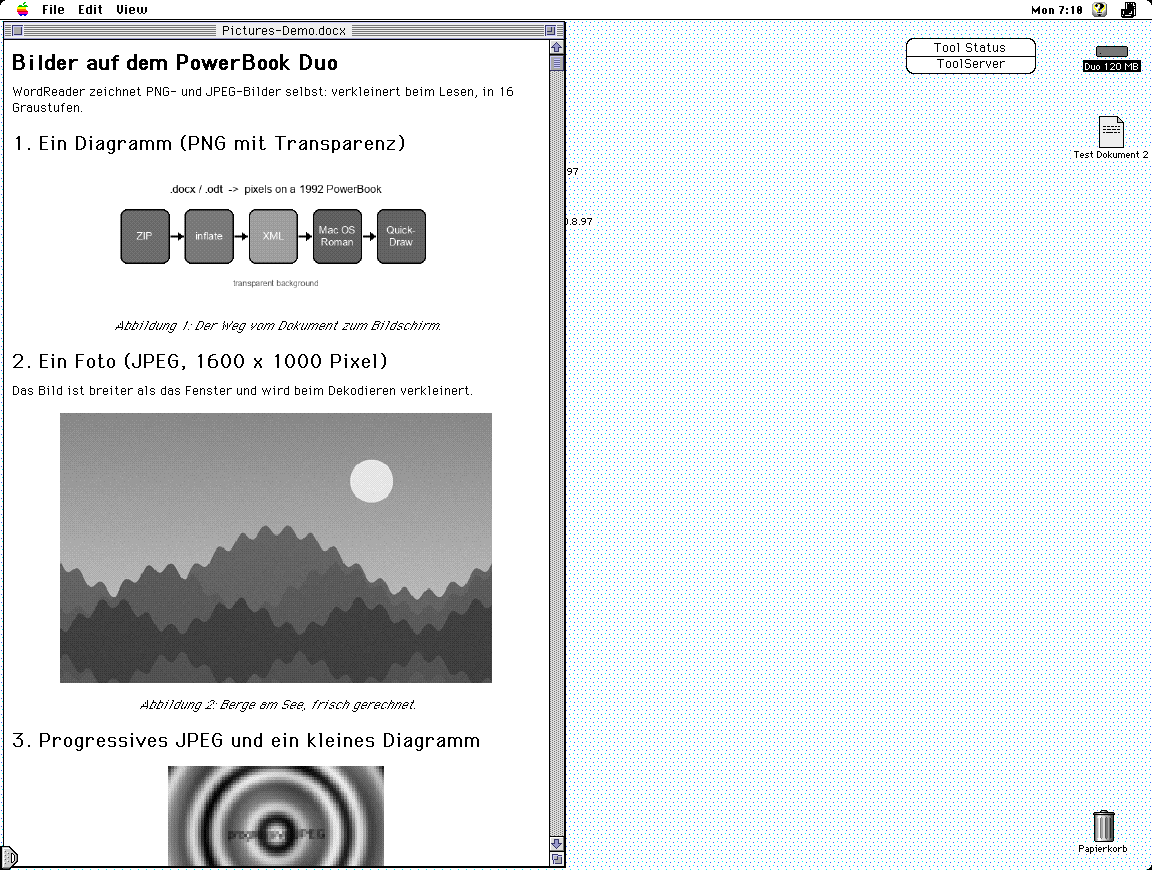 File Edit View
Mon 7:10
Pictures-Demo.docx
Bilder auf dem PowerBook Duo
WordReader zeichnet PNG- und JPEG-Bilder selbst: verkleinert beim Lesen, in 16
Graustufen.
1. Ein Diagramm (PNG mit Transparenz)
.docx / .odt -> pixels on a 1992 PowerBook
ZIP
inflate
XML
Mac OS
Roman
Quick-
Draw
transparent background
Abbildung 1: Der Weg vom Dokument zum Bildschirm.
2. Ein Foto (JPEG, 1600 x 1000 Pixel)
Das Bild ist breiter als das Fenster und wird beim Dekodieren verkleinert.
Abbildung 2: Berge am See, frisch gerechnet.
3. Progressives JPEG und ein kleines Diagramm
JPEG
97
0.8.97
Tool Status
ToolServer
Duo 120 MB
Test Dokument 2
Papierkorb